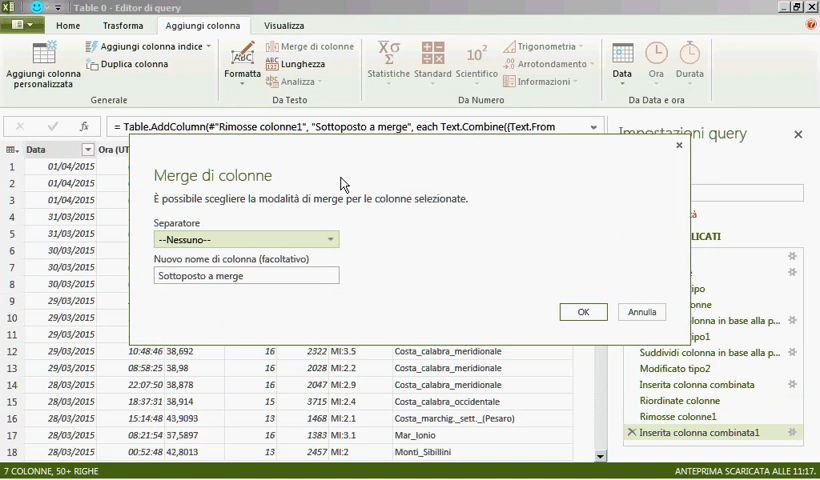 Table 0 - Editor di query
Home Trasforma Aggiungi colonna Visualizza
Aggiungi colonna personalizzata
Aggiungi colonna indice
Duplica colonna
Generale
Formatta
Merge di colonne
Lunghezza
Analizza
Da Testo
Statistiche Standard Scientifico
Trigonometria
Arrotondamento
Informazioni
Da Numero
Data Ora Durata
Da Data e ora
= Table.AddColumn(#"Rimosse colonne1", "Sottoposto a merge", each Text.Combine({Text.From
Impostazioni query
Data Ora (UT
1 01/04/2015
2 01/04/2015
3 01/04/2015
4 31/03/2015
5 31/03/2015
6 30/03/2015
7 30/03/2015
8 30/03/2015
9 29/03/2015
10 29/03/2015
11 29/03/2015
Merge di colonne
È possibile scegliere la modalità di merge per le colonne selezionate.
Separatore
--Nessuno--
Nuovo nome di colonna (facoltativo)
Sottoposto a merge
OK Annulla
12 29/03/2015 10:48:46 38,692 16 2322 Ml:3.5 Costa_calabra_meridionale
13 29/03/2015 08:58:25 38,98 16 2028 Ml:2.2 Costa_calabra_meridionale
14 28/03/2015 22:07:50 38,878 16 2047 Ml:2.9 Costa_calabra_meridionale
15 28/03/2015 18:37:31 38,914 15 3715 Ml:2.4 Costa_calabra_occidentale
16 28/03/2015 15:14:48 43,9093 13 1468 Ml:2.1 Costa_marchig._sett._(Pesaro)
17 28/03/2015 08:21:54 37,5897 16 1383 Ml:3.1 Mar_Ionio
18 28/03/2015 00:52:48 42,8013 13 2457 Ml:2 Monti_Sibillini
Suddividi colonna in base alla p...
Modificato tipo2
Inserita colonna combinata
Riordinate colonne
Rimosse colonne1
Inserita colonna combinata1
7 COLONNE, 50+ RIGHE
ANTEPRIMA SCARICATA ALLE 11:17.